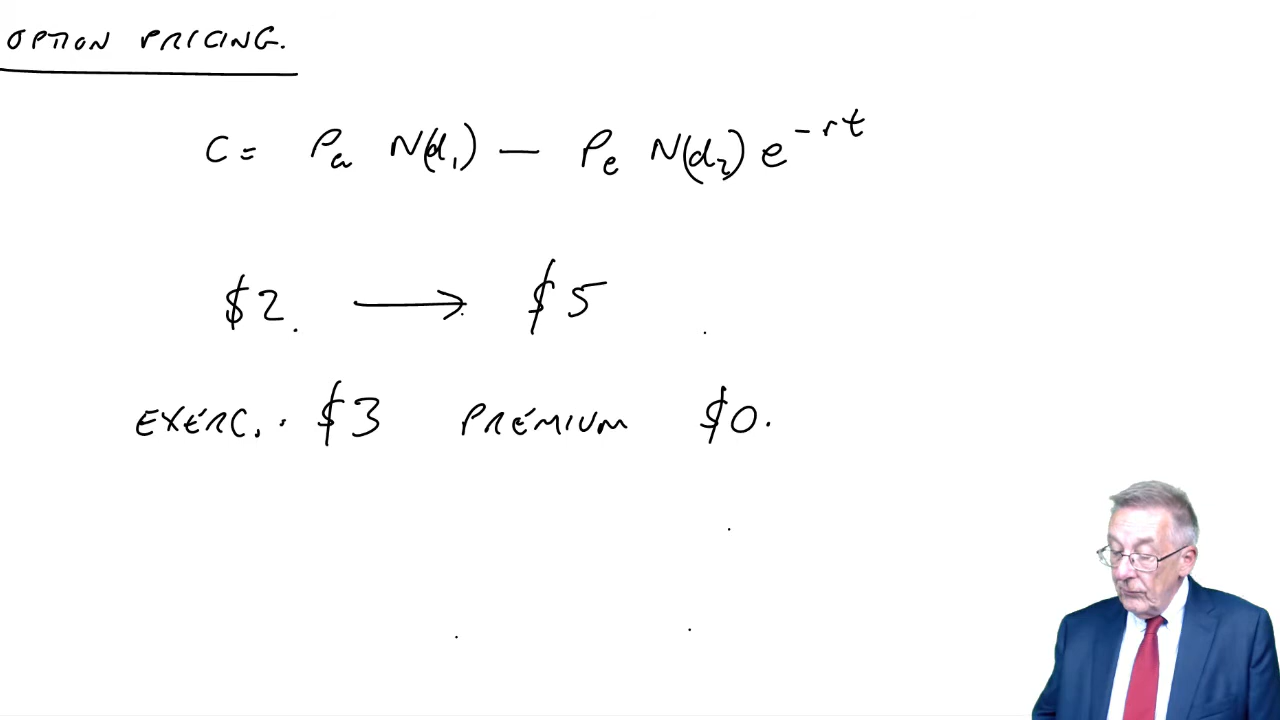 OPTION PRICING.
C = Pa N(d₁) — Pe N(d₂) e^-rt
$2. → $5
EXERC. . $3 PREMIUM $0.